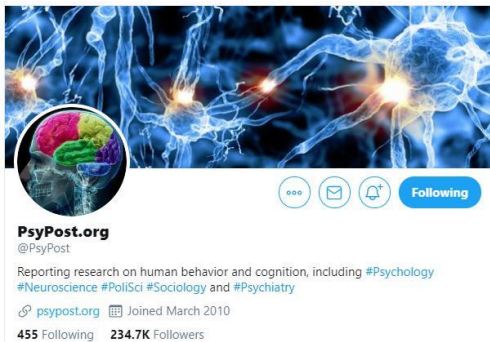 Following
PsyPost.org
@PsyPost
Reporting research on human behavior and cognition, including #Psychology
#Neuroscience #PoliSci #Sociology and #Psychiatry
psypost.org Joined March 2010
455 Following 234.7K Followers